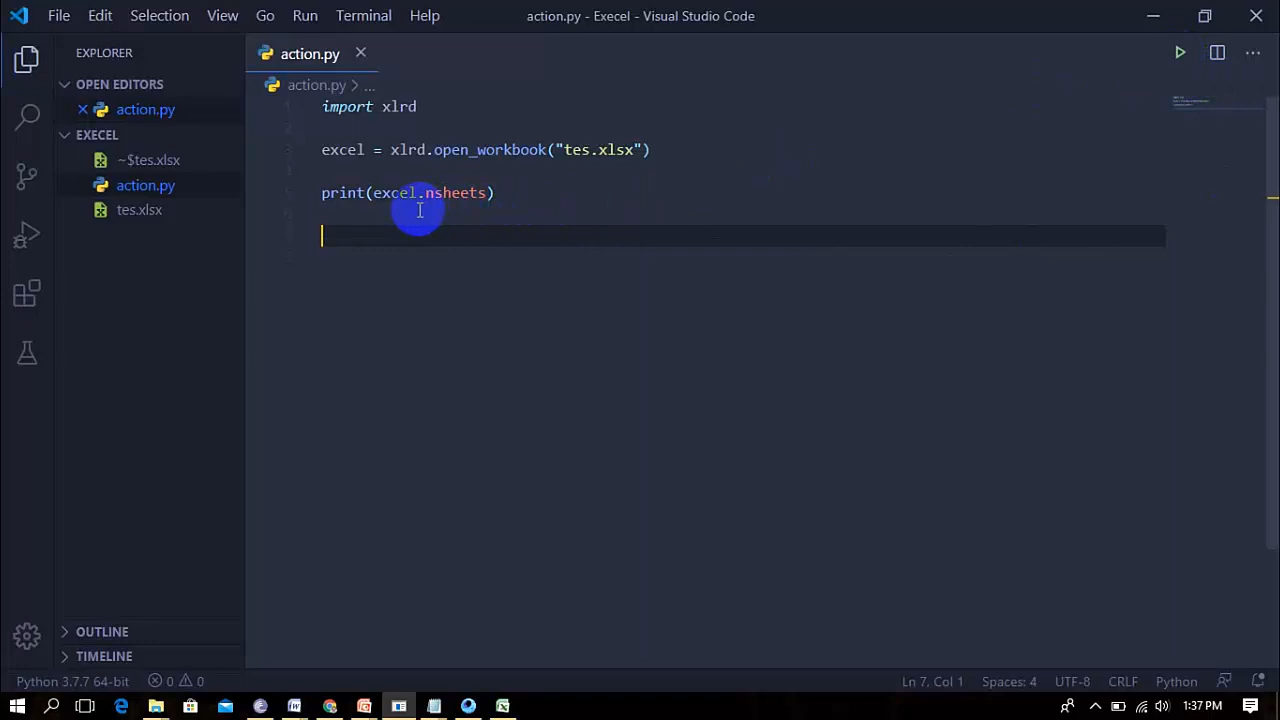 File Edit Selection View Go Run Terminal Help
action.py - Execel - Visual Studio Code
EXPLORER
OPEN EDITORS
action.py
EXECEL
~$tes.xlsx
action.py
tes.xlsx
OUTLINE
TIMELINE
action.py
action.py > ...
import xlrd
excel = xlrd.open_workbook("tes.xlsx")
print(excel.nsheets)
Python 3.7.7 64-bit 0 0
Ln 7, Col 1 Spaces: 4 UTF-8 CRLF Python
1:37 PM